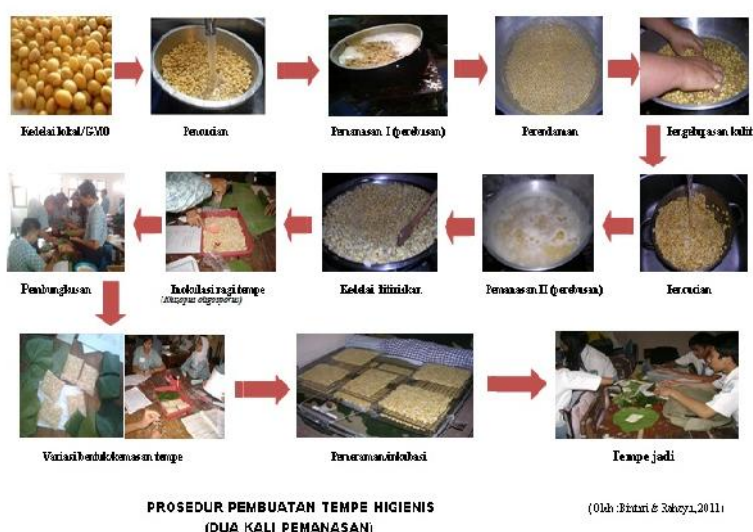 Kedelai lokal/GMO
Pencucian
Pemanasan I (perebusan)
Perendaman
Pengelupasan kulit
Pembungkusan
Inokulasi ragi tempe
(Rhizopus oligosporus)
Kedelai ditiriskan
Pemanasan II (perebusan)
Pencucian
Variasi bentuk/kemasan tempe
Pemeraman/inkubasi
Tempe jadi
PROSEDUR PEMBUATAN TEMPE HIGIENIS
(DUA KALI PEMANASAN)
(Oleh :Bintari & Rahayu, 2011)